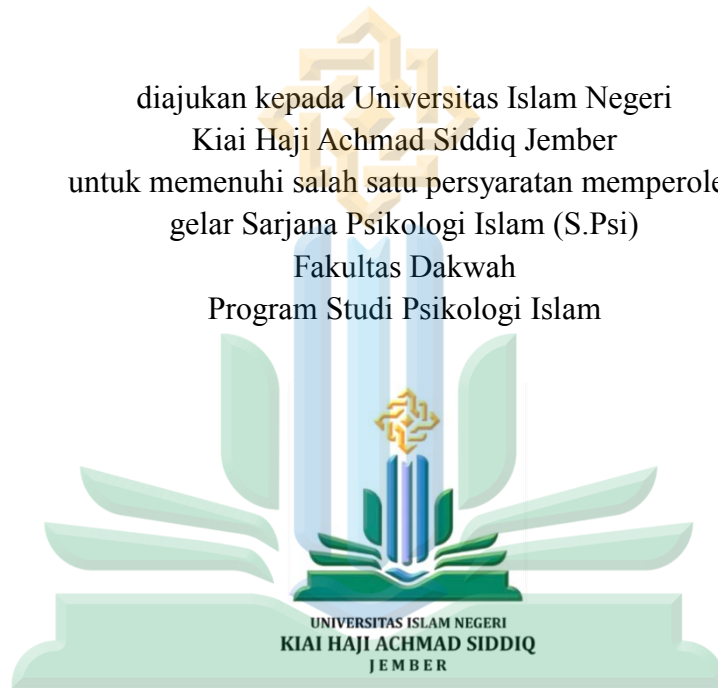 diajukan kepada Universitas Islam Negeri
Kiai Haji Achmad Siddiq Jember
untuk memenuhi salah satu persyaratan memperole
gelar Sarjana Psikologi Islam (S.Psi)
Fakultas Dakwah
Program Studi Psikologi Islam
UNIVERSITAS ISLAM NEGERI
KIAI HAJI ACHMAD SIDDIQ
JEMBER